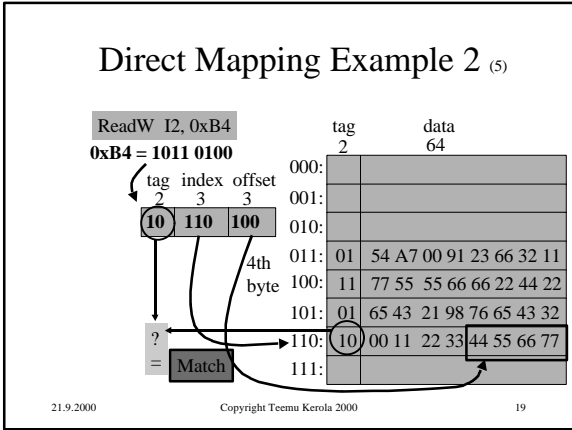 Direct Mapping Example 2 (5)
ReadW I2, 0xB4
0xB4 = 1011 0100
tag index offset
2 3 3
10 110 100
4th
byte
?
=
Match
tag data
2 64
000:
001:
010:
011: 01 54 A7 00 91 23 66 32 11
100: 11 77 55 55 66 66 22 44 22
101: 01 65 43 21 98 76 65 43 32
110: 10 00 11 22 33 44 55 66 77
111:
21.9.2000 Copyright Teemu Kerola 2000 19